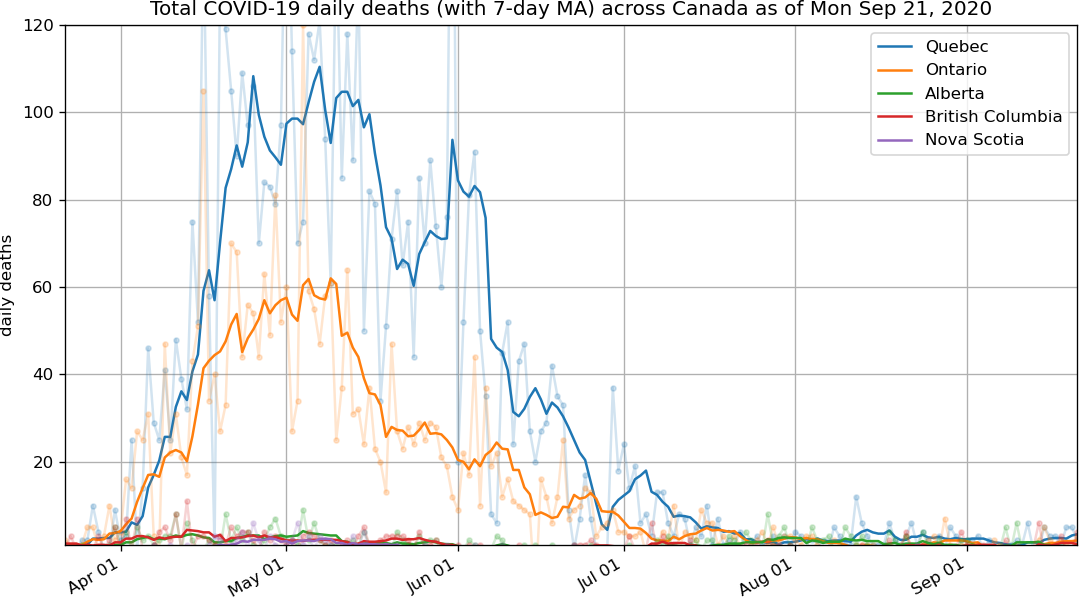 Total COVID-19 daily deaths (with 7-day MA) across Canada as of Mon Sep 21, 2020
120
100
80
60
40
20
daily deaths
Quebec
Ontario
Alberta
British Columbia
Nova Scotia
Apr 01
May 01
Jun 01
Jul 01
Aug 01
Sep 01